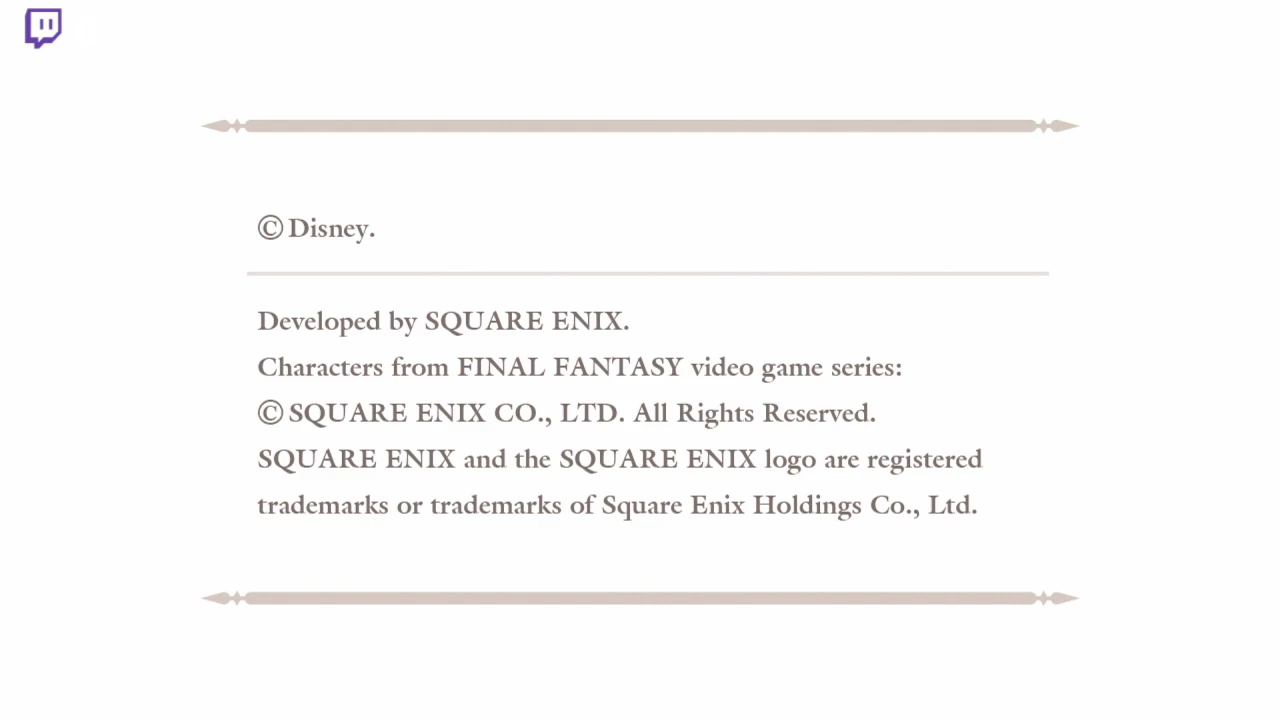 © Disney.
Developed by SQUARE ENIX.
Characters from FINAL FANTASY video game series:
© SQUARE ENIX CO., LTD. All Rights Reserved.
SQUARE ENIX and the SQUARE ENIX logo are registered
trademarks or trademarks of Square Enix Holdings Co., Ltd.